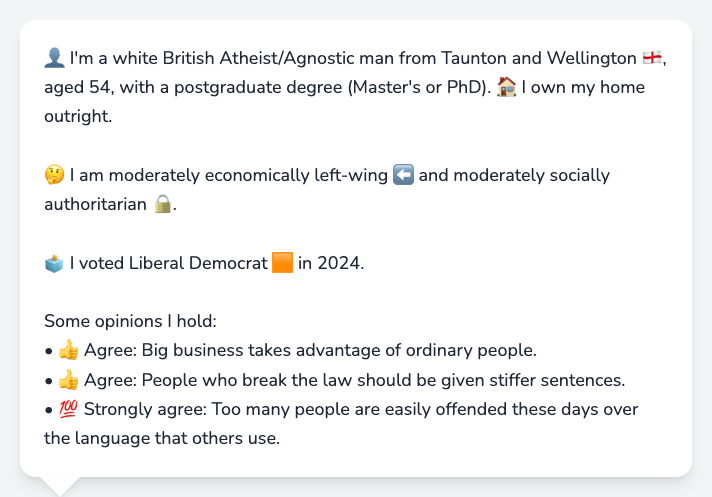 👤 I'm a white British Atheist/Agnostic man from Taunton and Wellington 🏴󠁧󠁢󠁥󠁮󠁧󠁿,
aged 54, with a postgraduate degree (Master's or PhD). 🏠 I own my home
outright.
🤔 I am moderately economically left-wing ⬅️ and moderately socially
authoritarian 🔒.
🗳️ I voted Liberal Democrat 🟧 in 2024.
Some opinions I hold:
• 👍 Agree: Big business takes advantage of ordinary people.
• 👍 Agree: People who break the law should be given stiffer sentences.
• 💯 Strongly agree: Too many people are easily offended these days over
the language that others use.